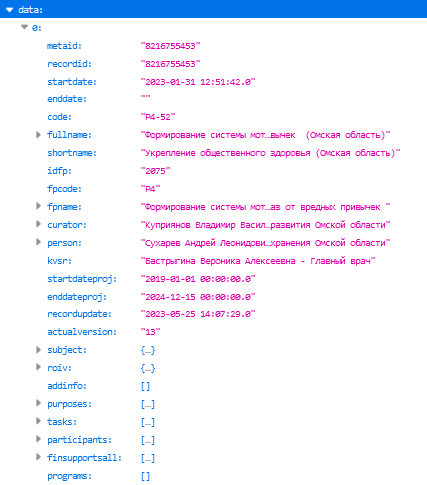 data:
0:
metaid: "8216755453"
recordid: "8216755453"
startdate: "2023-01-31 12:51:42.0"
enddate: ""
code: "P4-52"
fullname: "Формирование системы мот…вычек  (Омская область)"
shortname: "Укрепление общественного здоровья (Омская область)"
idfp: "2075"
fpcode: "P4"
fpname: "Формирование системы мот…аз от вредных привычек "
curator: "Куприянов Владимир Васил…развития Омской области"
person: "Сухарев Андрей Леонидови…хранения Омской области"
kvsr: "Бастрыгина Вероника Алексеевна - Главный врач"
startdateproj: "2019-01-01 00:00:00.0"
enddateproj: "2024-12-15 00:00:00.0"
recordupdate: "2023-05-25 14:07:29.0"
actualversion: "13"
subject: {…}
roiv: {…}
addinfo: []
purposes: […]
tasks: […]
participants: […]
finsupportsall: […]
programs: []